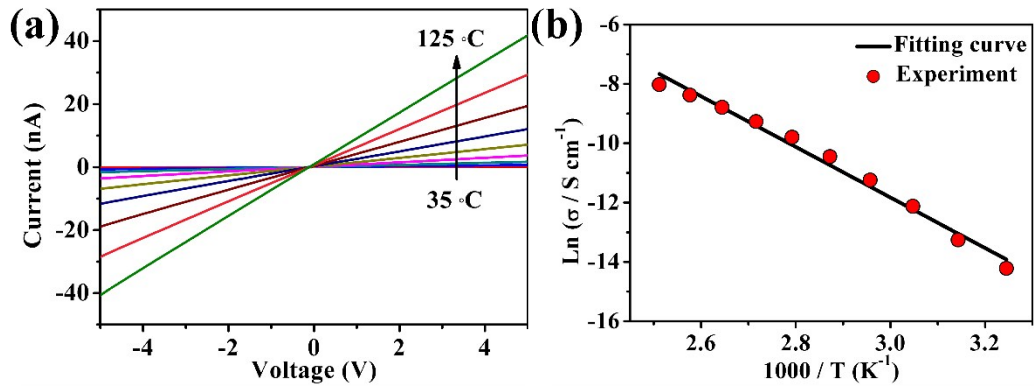 (a)
40
20
0
-20
-40
Current (nA)
125 °C
35 °C
-4
-2
0
2
4
Voltage (V)
(b)
-6
-8
-10
-12
-14
-16
Ln (σ / S cm⁻¹)
Fitting curve
Experiment
2.6
2.8
3.0
3.2
1000 / T (K⁻¹)